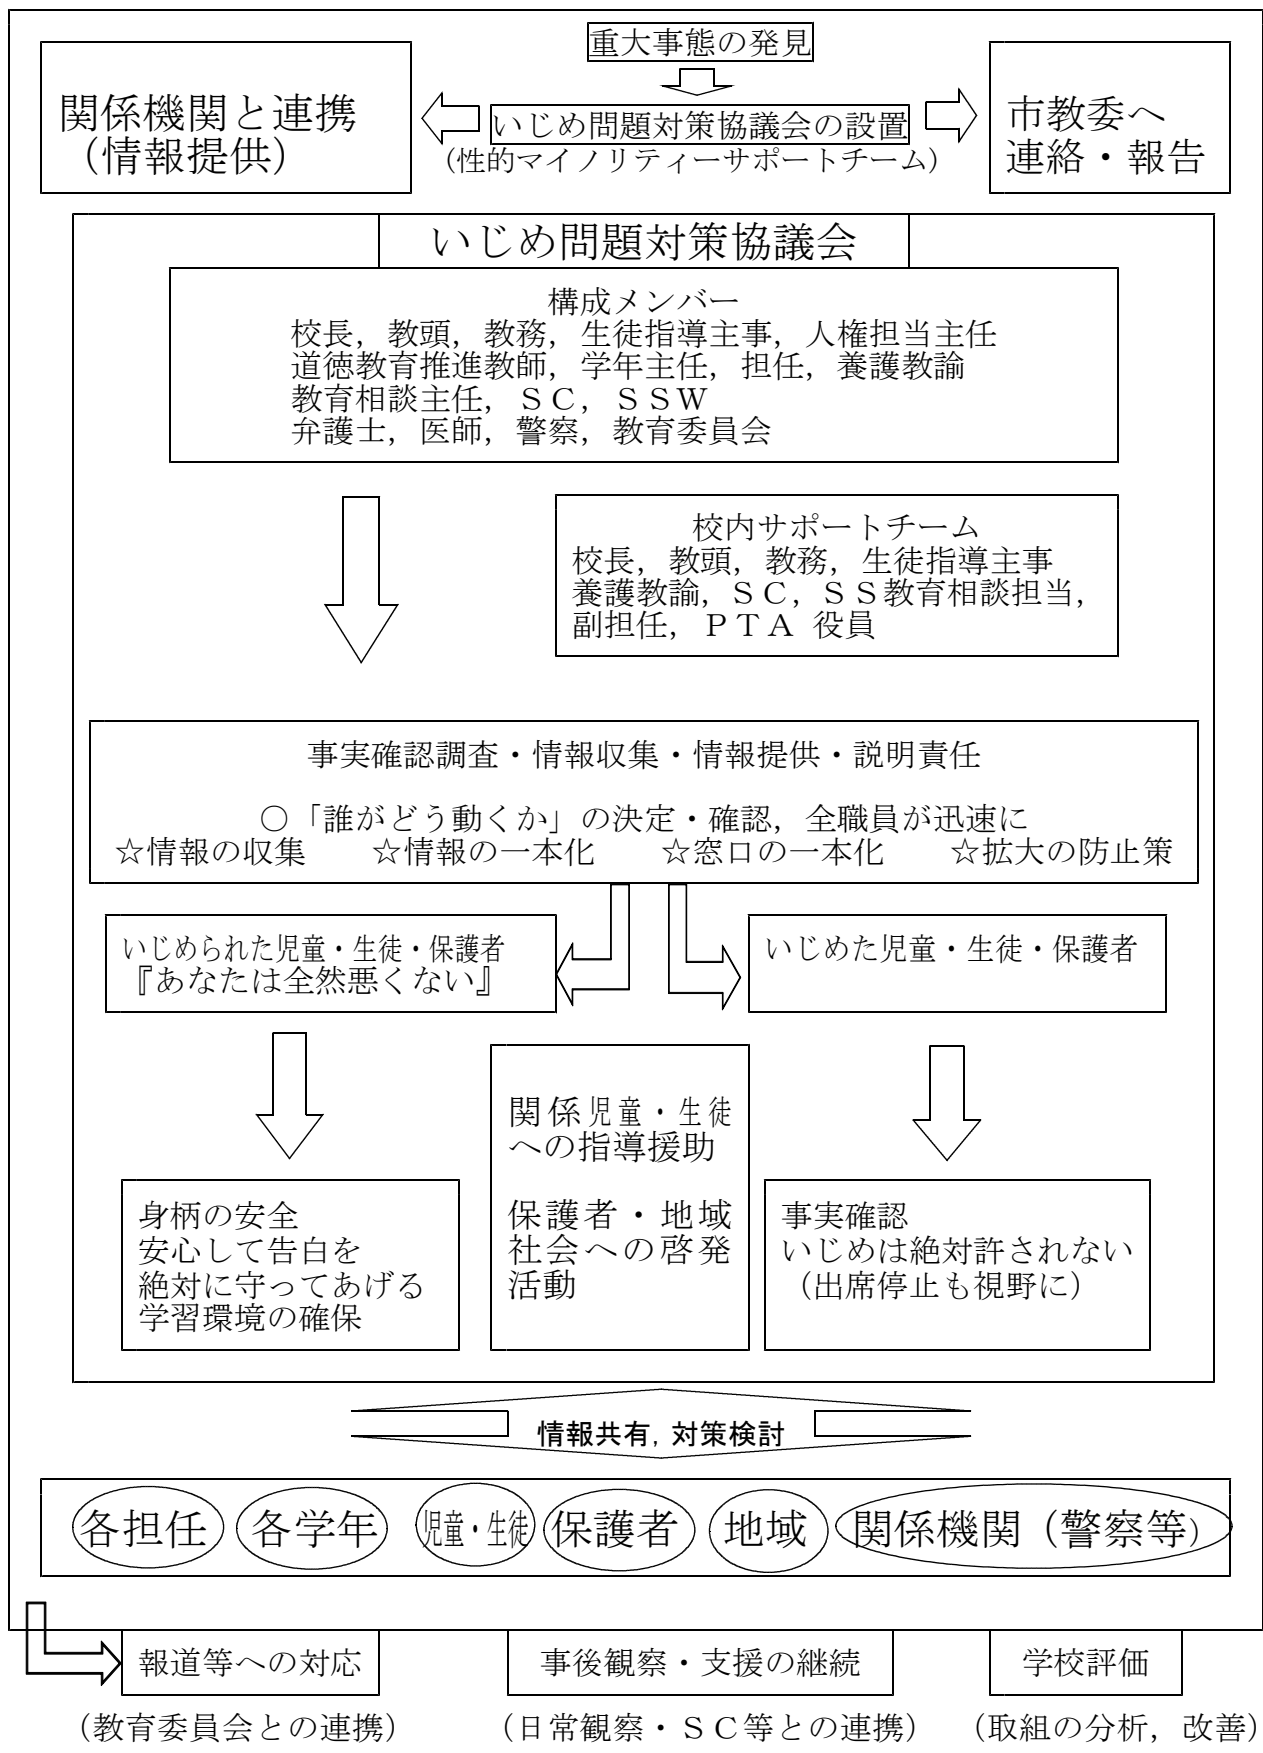 重大事態の発見
関係機関と連携
（情報提供）
いじめ問題対策協議会の設置
（性的マイノリティーサポートチーム）
市教委へ
連絡・報告
いじめ問題対策協議会
構成メンバー
校長，教頭，教務，生徒指導主事，人権担当主任
道徳教育推進教師，学年主任，担任，養護教諭
教育相談主任，ＳＣ，ＳＳＷ
弁護士，医師，警察，教育委員会
校内サポートチーム
校長，教頭，教務，生徒指導主事
養護教諭，ＳＣ，ＳＳ教育相談担当，
副担任，ＰＴＡ 役員
事実確認調査・情報収集・情報提供・説明責任
○「誰がどう動くか」の決定・確認，全職員が迅速に
☆情報の収集　　☆情報の一本化　　☆窓口の一本化　　☆拡大の防止策
いじめられた児童・生徒・保護者
『あなたは全然悪くない』
いじめた児童・生徒・保護者
身柄の安全
安心して告白を
絶対に守ってあげる
学習環境の確保
関係児童・生徒
への指導援助
保護者・地域
社会への啓発
活動
事実確認
いじめは絶対許されない
（出席停止も視野に）
情報共有，対策検討
各担任　各学年　児童・生徒　保護者　地域　関係機関（警察等）
報道等への対応
（教育委員会との連携）
事後観察・支援の継続
（日常観察・ＳＣ等との連携）
学校評価
（取組の分析，改善）